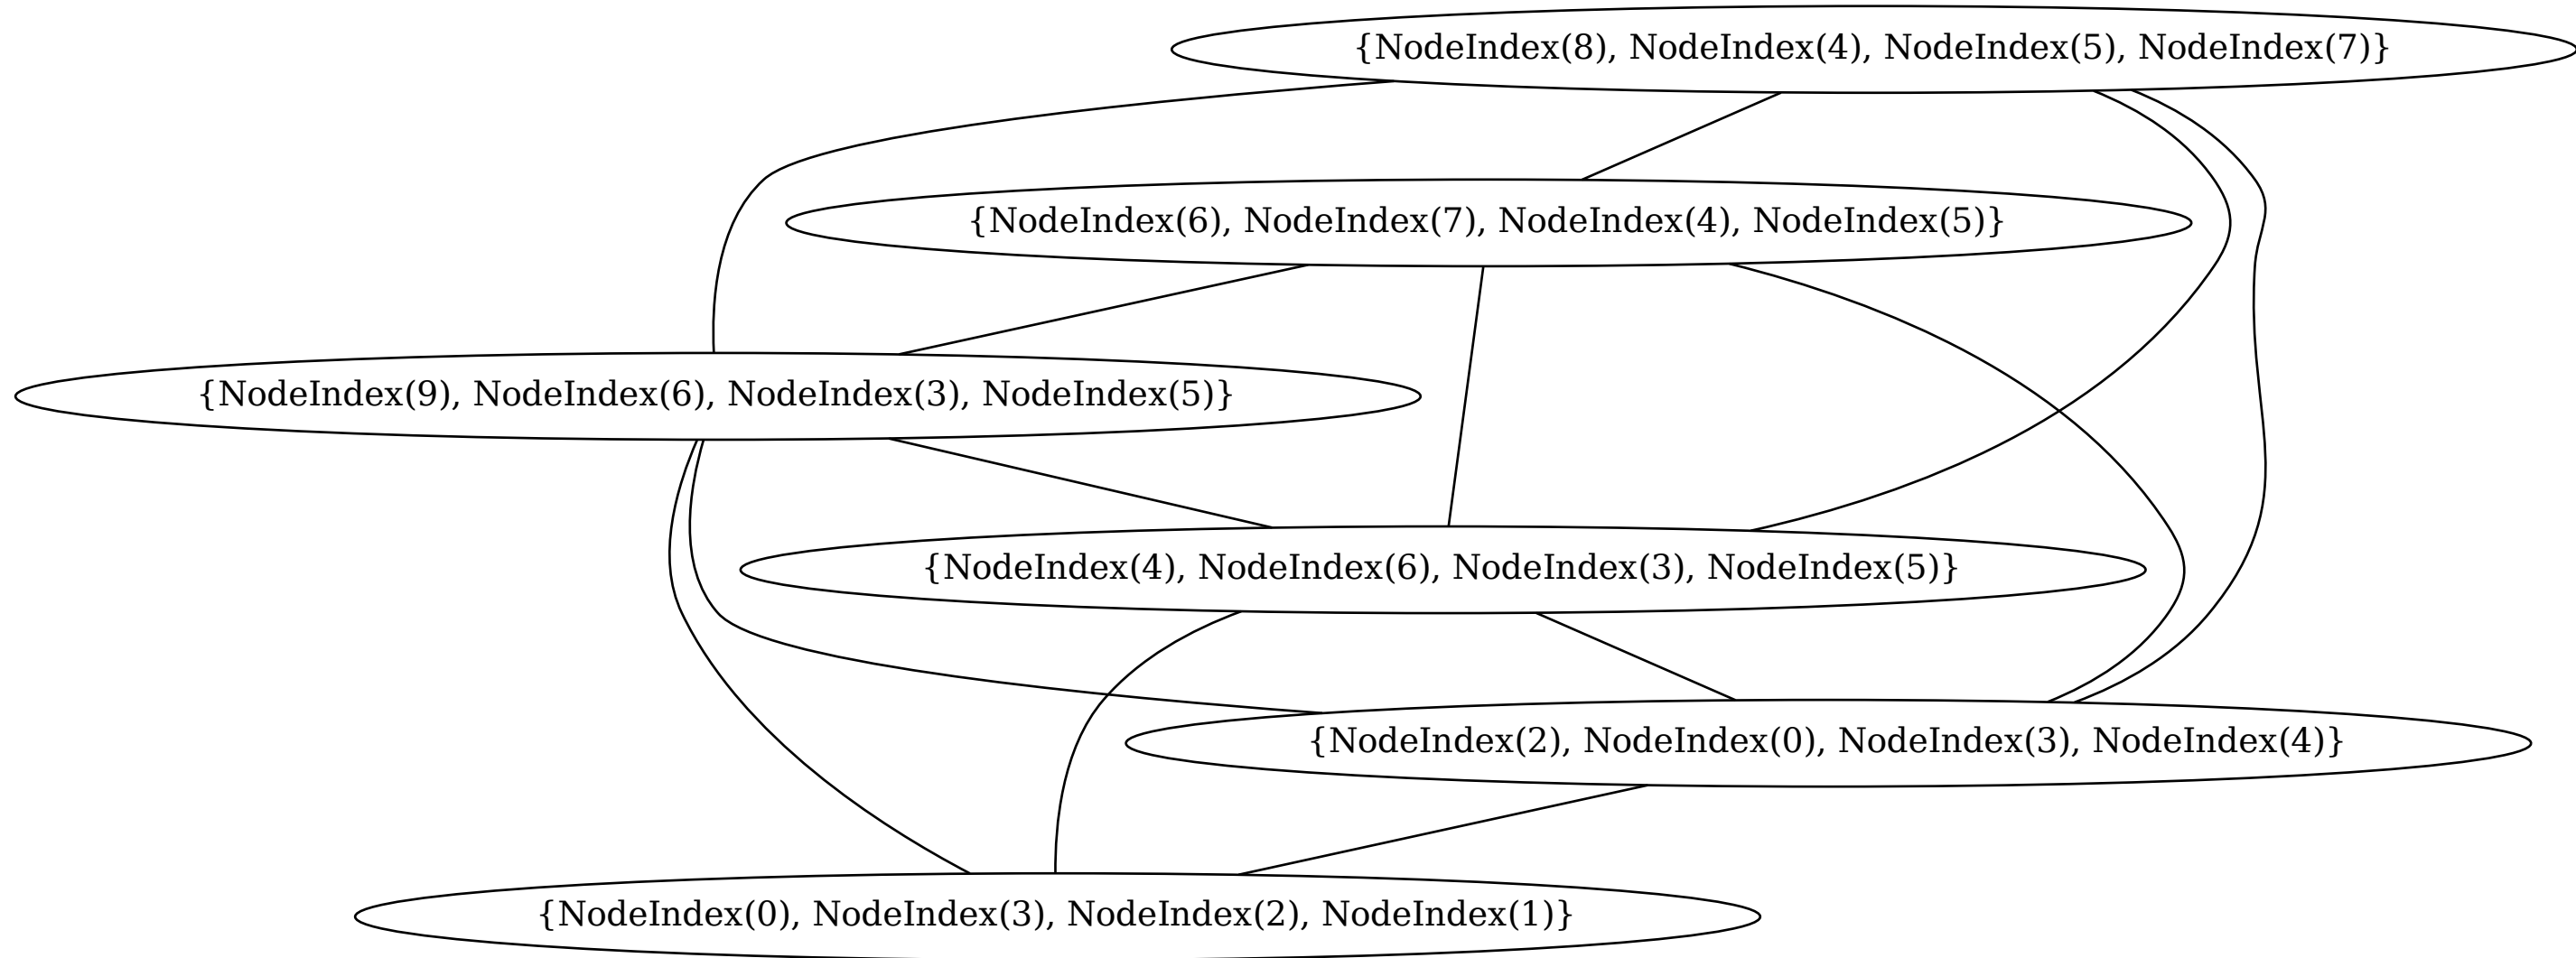 {NodeIndex(8), NodeIndex(4), NodeIndex(5), NodeIndex(7)}
{NodeIndex(6), NodeIndex(7), NodeIndex(4), NodeIndex(5)}
{NodeIndex(9), NodeIndex(6), NodeIndex(3), NodeIndex(5)}
{NodeIndex(4), NodeIndex(6), NodeIndex(3), NodeIndex(5)}
{NodeIndex(2), NodeIndex(0), NodeIndex(3), NodeIndex(4)}
{NodeIndex(0), NodeIndex(3), NodeIndex(2), NodeIndex(1)}